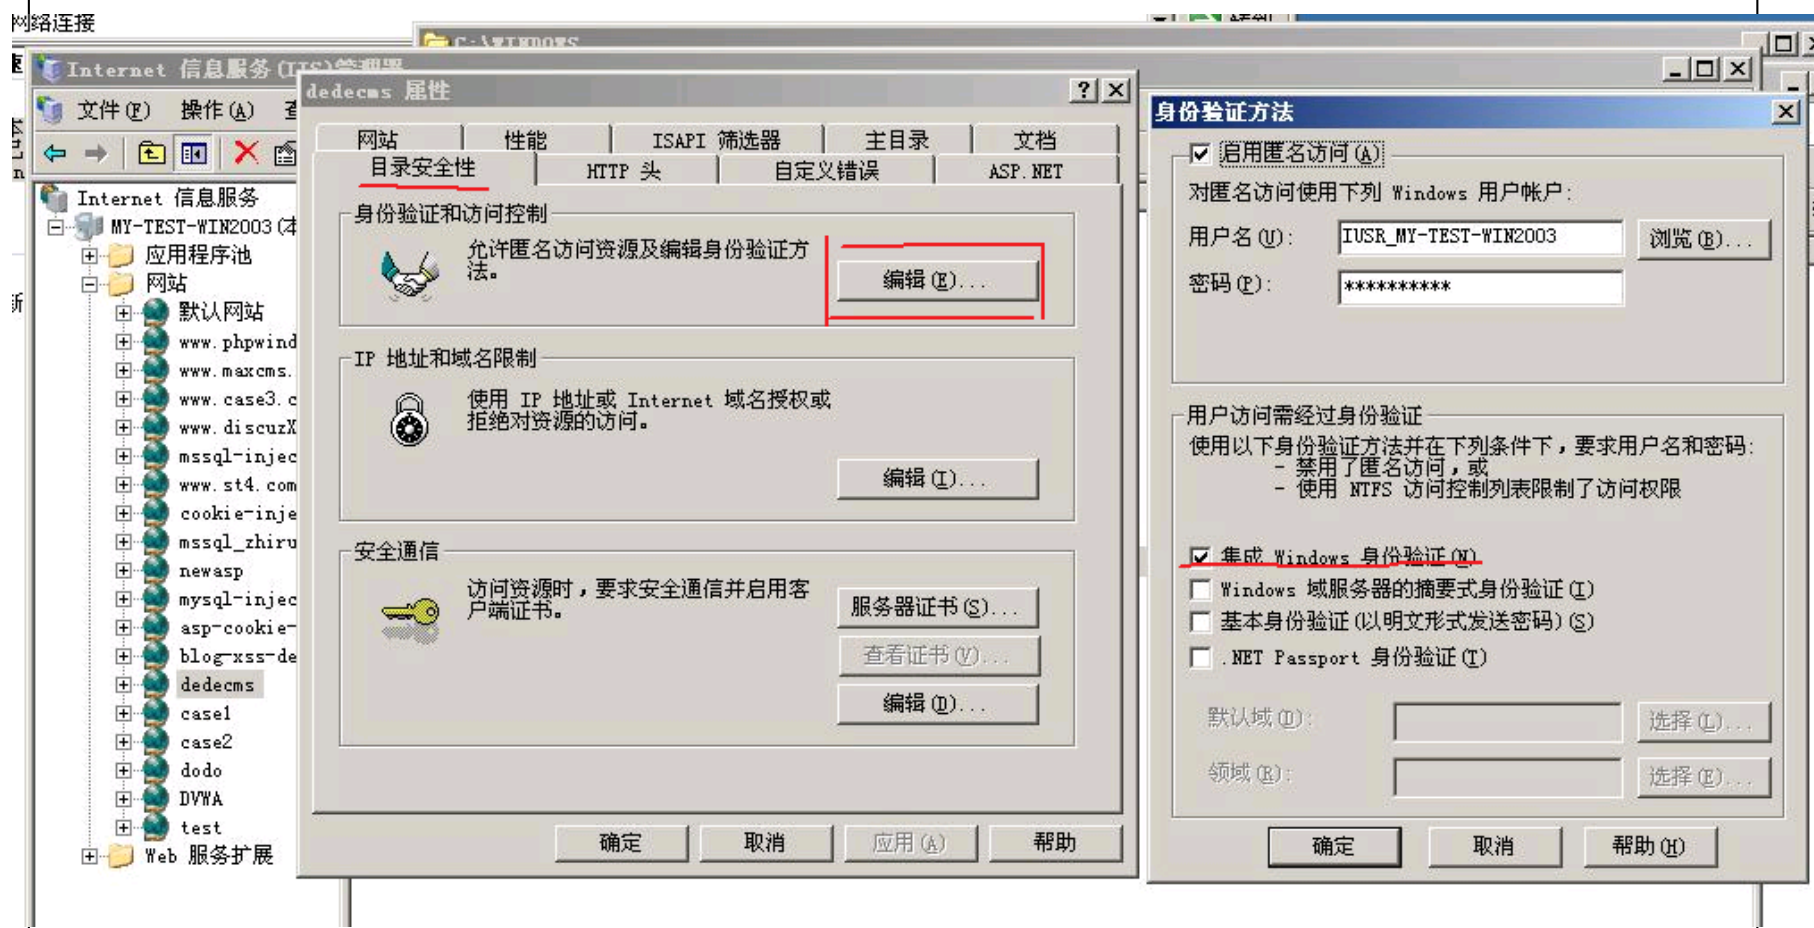 网络连接
C:\WINDOWS
Internet 信息服务(IIS)管理器
文件(F) 操作(A)
Internet 信息服务
MY-TEST-WIN2003(本
应用程序池
网站
默认网站
www.phpwind
www.maxcms.
www.case3.c
www.discuzX
mssql-injec
www.st4.com
cookie-inje
mssql_zhiru
newasp
mysql-injec
asp-cookie-
blog-xss-de
dedecms
case1
case2
dodo
DVWA
test
Web 服务扩展
dedecms 属性
网站 性能 ISAPI 筛选器 主目录 文档
目录安全性 HTTP 头 自定义错误 ASP.NET
身份验证和访问控制
允许匿名访问资源及编辑身份验证方
法。
编辑(E)...
IP 地址和域名限制
使用 IP 地址或 Internet 域名授权或
拒绝对资源的访问。
编辑(I)...
安全通信
访问资源时，要求安全通信并启用客
户端证书。
服务器证书(S)...
查看证书(V)...
编辑(D)...
确定 取消 应用(A) 帮助
身份验证方法
启用匿名访问(A)
对匿名访问使用下列 Windows 用户帐户:
用户名(U): IUSR_MY-TEST-WIN2003 浏览(B)...
密码(P): **********
用户访问需经过身份验证
使用以下身份验证方法并在下列条件下，要求用户名和密码:
- 禁用了匿名访问，或
- 使用 NTFS 访问控制列表限制了访问权限
集成 Windows 身份验证(N)
Windows 域服务器的摘要式身份验证(I)
基本身份验证(以明文形式发送密码)(S)
.NET Passport 身份验证(T)
默认域(D): 选择(L)...
领域(R): 选择(E)...
确定 取消 帮助(H)